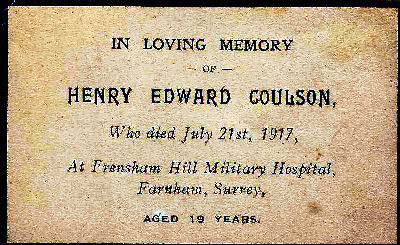 IN LOVING MEMORY
— OF —
HENRY EDWARD COULSON,
Who died July 21st, 1917,
At Frensham Hill Military Hospital,
Farnham, Surrey,
AGED 19 YEARS.